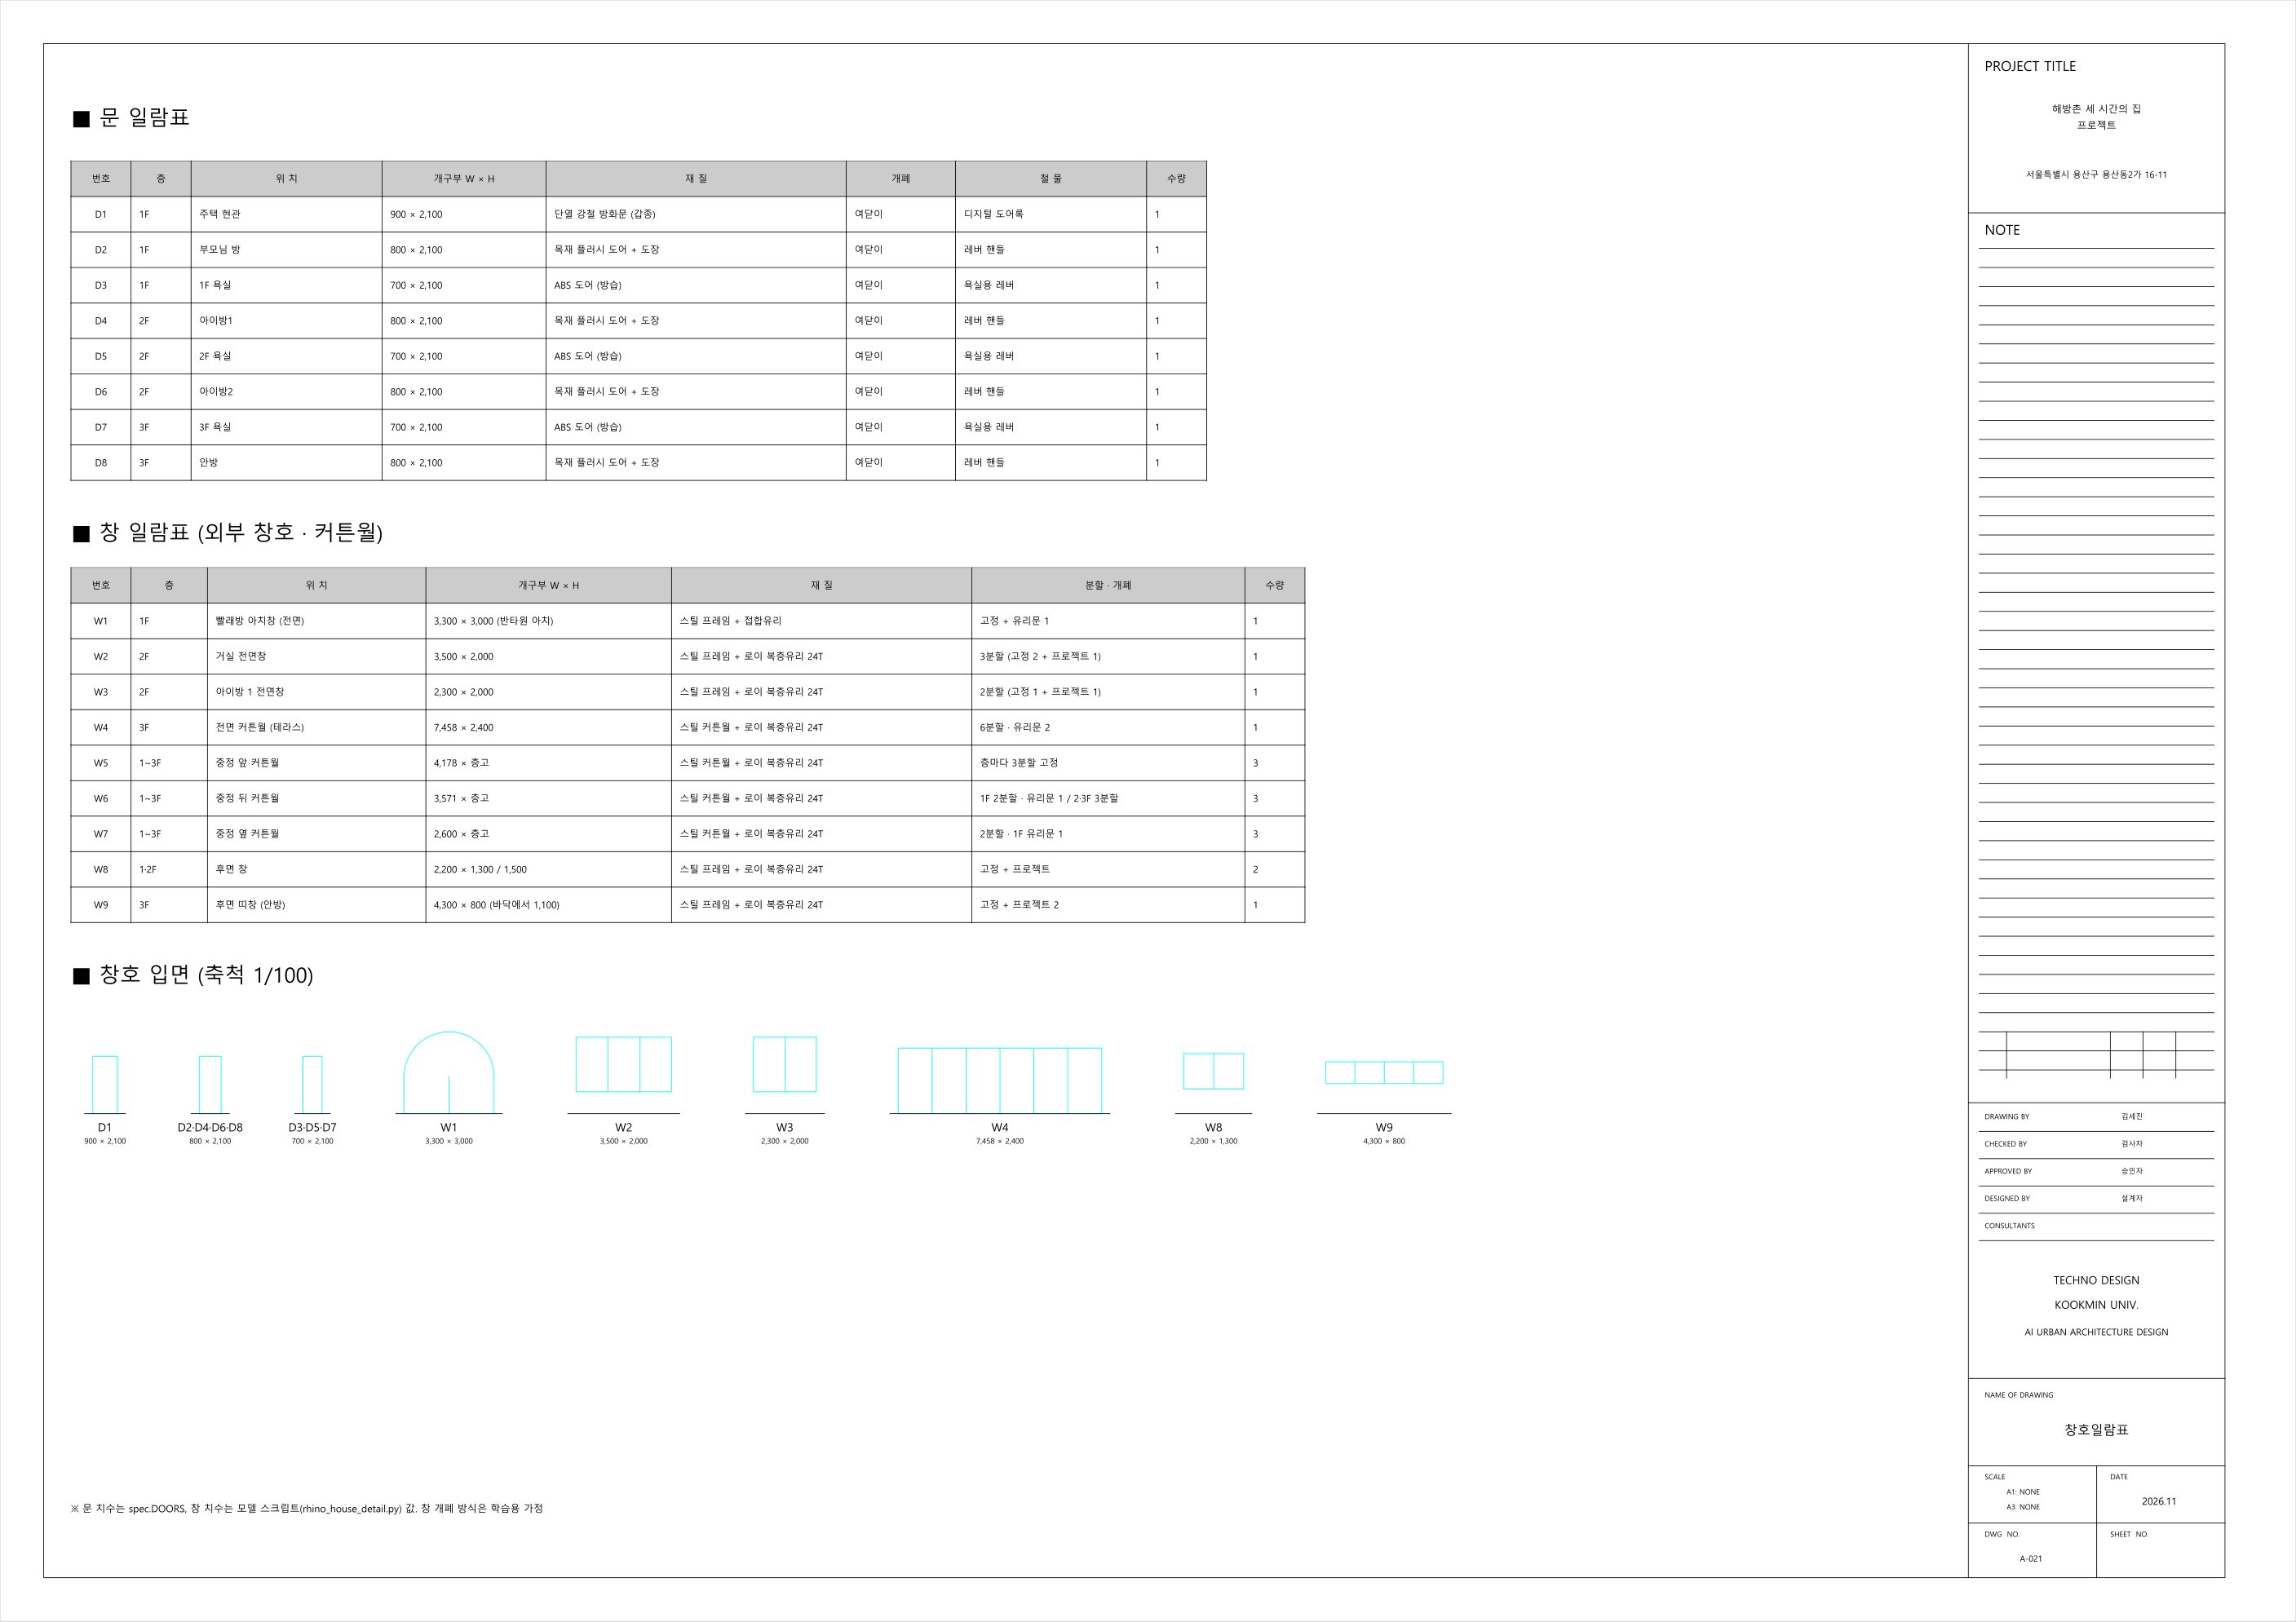 ■ 문 일람표
번호 층 위 치 개구부 W × H 재 질 개폐 철 물 수량
D1 1F 주택 현관 900 × 2,100 단열 강철 방화문 (갑종) 여닫이 디지털 도어록 1
D2 1F 부모님 방 800 × 2,100 목재 플러시 도어 + 도장 여닫이 레버 핸들 1
D3 1F 1F 욕실 700 × 2,100 ABS 도어 (방습) 여닫이 욕실용 레버 1
D4 2F 아이방1 800 × 2,100 목재 플러시 도어 + 도장 여닫이 레버 핸들 1
D5 2F 2F 욕실 700 × 2,100 ABS 도어 (방습) 여닫이 욕실용 레버 1
D6 2F 아이방2 800 × 2,100 목재 플러시 도어 + 도장 여닫이 레버 핸들 1
D7 3F 3F 욕실 700 × 2,100 ABS 도어 (방습) 여닫이 욕실용 레버 1
D8 3F 안방 800 × 2,100 목재 플러시 도어 + 도장 여닫이 레버 핸들 1
■ 창 일람표 (외부 창호 · 커튼월)
번호 층 위 치 개구부 W × H 재 질 분할 · 개폐 수량
W1 1F 빨래방 아치창 (전면) 3,300 × 3,000 (반타원 아치) 스틸 프레임 + 접합유리 고정 + 유리문 1 1
W2 2F 거실 전면창 3,500 × 2,000 스틸 프레임 + 로이 복층유리 24T 3분할 (고정 2 + 프로젝트 1) 1
W3 2F 아이방 1 전면창 2,300 × 2,000 스틸 프레임 + 로이 복층유리 24T 2분할 (고정 1 + 프로젝트 1) 1
W4 3F 전면 커튼월 (테라스) 7,458 × 2,400 스틸 커튼월 + 로이 복층유리 24T 6분할 · 유리문 2 1
W5 1~3F 중정 앞 커튼월 4,178 × 층고 스틸 커튼월 + 로이 복층유리 24T 층마다 3분할 고정 3
W6 1~3F 중정 뒤 커튼월 3,571 × 층고 스틸 커튼월 + 로이 복층유리 24T 1F 2분할 · 유리문 1 / 2·3F 3분할 3
W7 1~3F 중정 옆 커튼월 2,600 × 층고 스틸 커튼월 + 로이 복층유리 24T 2분할 · 1F 유리문 1 3
W8 1·2F 후면 창 2,200 × 1,300 / 1,500 스틸 프레임 + 로이 복층유리 24T 고정 + 프로젝트 2
W9 3F 후면 띠창 (안방) 4,300 × 800 (바닥에서 1,100) 스틸 프레임 + 로이 복층유리 24T 고정 + 프로젝트 2 1
■ 창호 입면 (축척 1/100)
D1 D2·D4·D6·D8 D3·D5·D7 W1 W2 W3 W4 W8 W9
900 × 2,100 800 × 2,100 700 × 2,100 3,300 × 3,000 3,500 × 2,000 2,300 × 2,000 7,458 × 2,400 2,200 × 1,300 4,300 × 800
※ 문 치수는 spec.DOORS, 창 치수는 모델 스크립트(rhino_house_detail.py) 값. 창 개폐 방식은 학습용 가정
PROJECT TITLE
해방촌 세 시간의 집
프로젝트
서울특별시 용산구 용산동2가 16-11
NOTE
DRAWING BY 김세진
CHECKED BY 검사자
APPROVED BY 승인자
DESIGNED BY 설계자
CONSULTANTS
TECHNO DESIGN
KOOKMIN UNIV.
AI URBAN ARCHITECTURE DESIGN
NAME OF DRAWING
창호일람표
SCALE DATE
A1: NONE
A3: NONE
2026.11
DWG NO. SHEET NO.
A-021